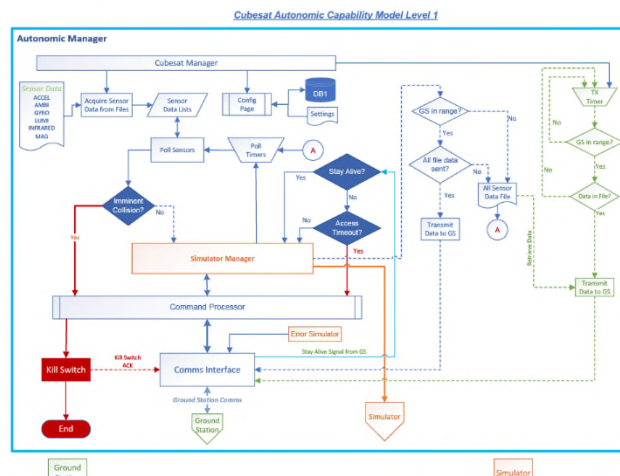 Cubesat Autonomic Capability Model Level 1
Autonomic Manager
Cubesat Manager
Sensor Data
ACCEL
AMBI
GYRO
LUMI
INFRARED
MAG
Acquire Sensor
Data from Files
Sensor
Data Lists
Config
Page
DB1
Settings
TX
Timer
GS in range?
No
No
GS in range?
Yes
No
Yes
Poll Sensors
Poll
Timers
A
Stay Alive?
Yes
No
All file data
sent?
No
Yes
All Sensor
Data File
Data in File?
Yes
Imminent
Collision?
No
Yes
No
Access
Timeout?
Yes
Transmit
Data to GS
A
Simulator Manager
Retrieve Data
Transmit
Data to GS
Command Processor
Error Simulator
Kill Switch
Kill Switch
ACK
Comms Interface
Stay Alive Signal from GS
Ground Station Comms
End
Ground
Station
Simulator
Ground
Simulator